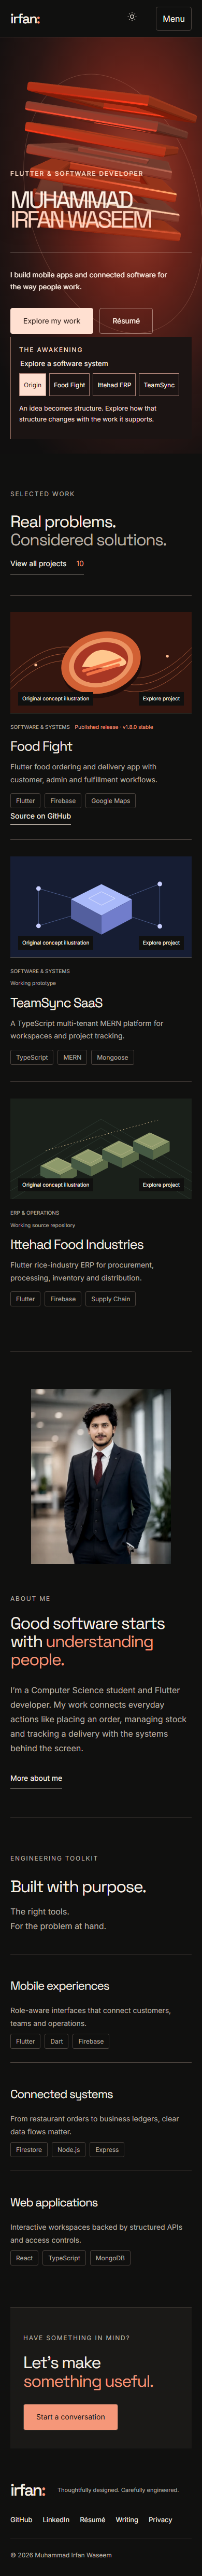 irfan:
Menu
FLUTTER & SOFTWARE DEVELOPER
MUHAMMAD
IRFAN WASEEM
I build mobile apps and connected software for
the way people work.
Explore my work
Résumé
THE AWAKENING
Explore a software system
Origin
Food Fight
Ittehad ERP
TeamSync
An idea becomes structure. Explore how that
structure changes with the work it supports.
SELECTED WORK
Real problems.
Considered solutions.
View all projects 10
Original concept illustration
Explore project
SOFTWARE & SYSTEMS Published release · v1.8.0 stable
Food Fight
Flutter food ordering and delivery app with
customer, admin and fulfillment workflows.
Flutter
Firebase
Google Maps
Source on GitHub
Original concept illustration
Explore project
SOFTWARE & SYSTEMS
Working prototype
TeamSync SaaS
A TypeScript multi-tenant MERN platform for
workspaces and project tracking.
TypeScript
MERN
Mongoose
Original concept illustration
Explore project
ERP & OPERATIONS
Working source repository
Ittehad Food Industries
Flutter rice-industry ERP for procurement,
processing, inventory and distribution.
Flutter
Firebase
Supply Chain
ABOUT ME
Good software starts
with understanding
people.
I'm a Computer Science student and Flutter
developer. My work connects everyday
actions like placing an order, managing stock
and tracking a delivery with the systems
behind the screen.
More about me
ENGINEERING TOOLKIT
Built with purpose.
The right tools.
For the problem at hand.
Mobile experiences
Role-aware interfaces that connect customers,
teams and operations.
Flutter
Dart
Firebase
Connected systems
From restaurant orders to business ledgers, clear
data flows matter.
Firestore
Node.js
Express
Web applications
Interactive workspaces backed by structured APIs
and access controls.
React
TypeScript
MongoDB
HAVE SOMETHING IN MIND?
Let's make
something useful.
Start a conversation
irfan:
Thoughtfully designed. Carefully engineered.
GitHub
LinkedIn
Résumé
Writing
Privacy
© 2026 Muhammad Irfan Waseem